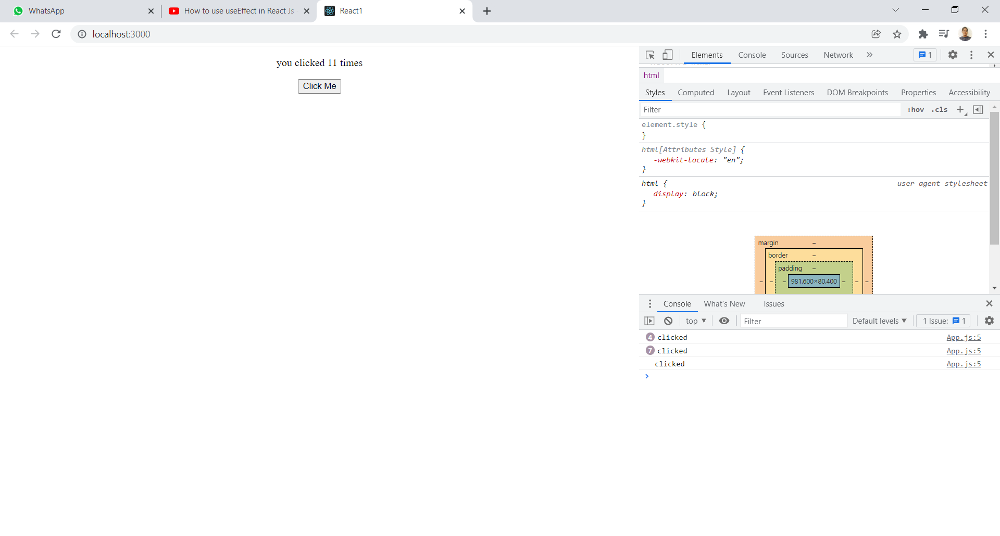 WhatsApp
How to use useEffect in React Js
React1
localhost:3000
you clicked 11 times
Click Me
Elements Console Sources Network » 1
html
Styles Computed Layout Event Listeners DOM Breakpoints Properties Accessibility
Filter :hov .cls +
element.style {
}
html[Attributes Style] {
-webkit-locale: "en";
}
html { user agent stylesheet
display: block;
}
margin –
border –
padding –
– – – 981.600×80.400 – – –
Console What's New Issues
top ▼ Filter Default levels ▼ 1 Issue: 1
4 clicked App.js:5
7 clicked App.js:5
clicked App.js:5
>